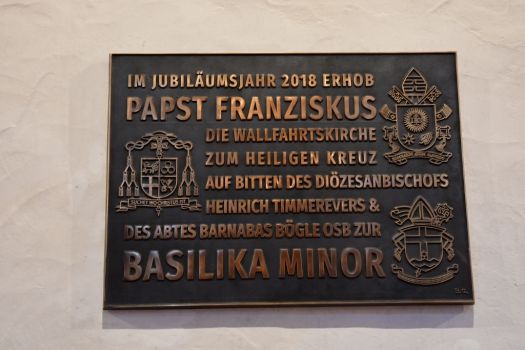 IM JUBILÄUMSJAHR 2018 ERHOB
PAPST FRANZISKUS
DIE WALLFAHRTSKIRCHE
ZUM HEILIGEN KREUZ
AUF BITTEN DES DIÖZESANBISCHOFS
HEINRICH TIMMEREVERS &
DES ABTES BARNABAS BÖGLE OSB ZUR
BASILIKA MINOR